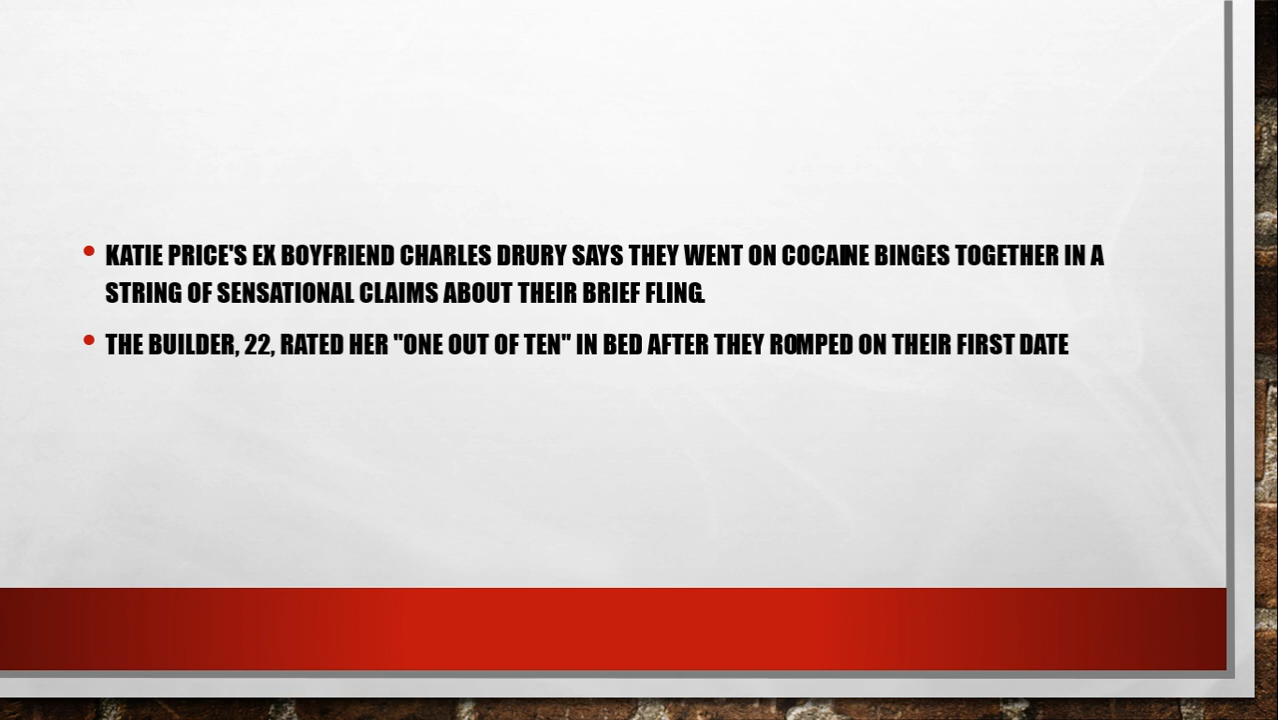 • KATIE PRICE'S EX BOYFRIEND CHARLES DRURY SAYS THEY WENT ON COCAINE BINGES TOGETHER IN A
STRING OF SENSATIONAL CLAIMS ABOUT THEIR BRIEF FLING.
• THE BUILDER, 22, RATED HER "ONE OUT OF TEN" IN BED AFTER THEY ROMPED ON THEIR FIRST DATE